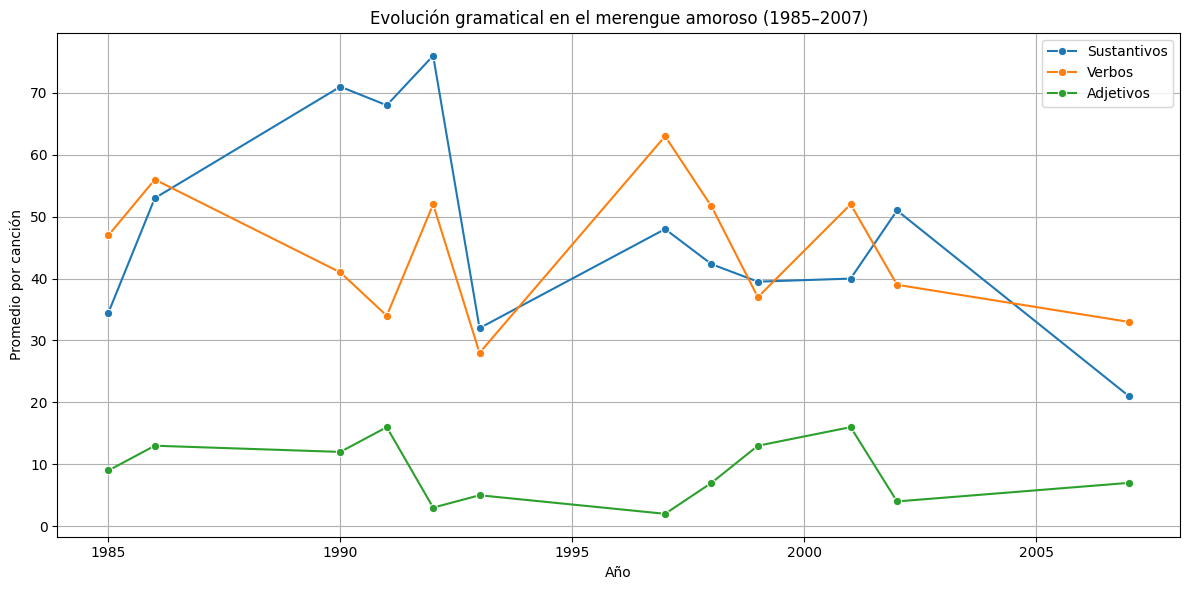 Evolución gramatical en el merengue amoroso (1985–2007)
Sustantivos
Verbos
Adjetivos
Promedio por canción
70
60
50
40
30
20
10
0
1985
1990
1995
2000
2005
Año